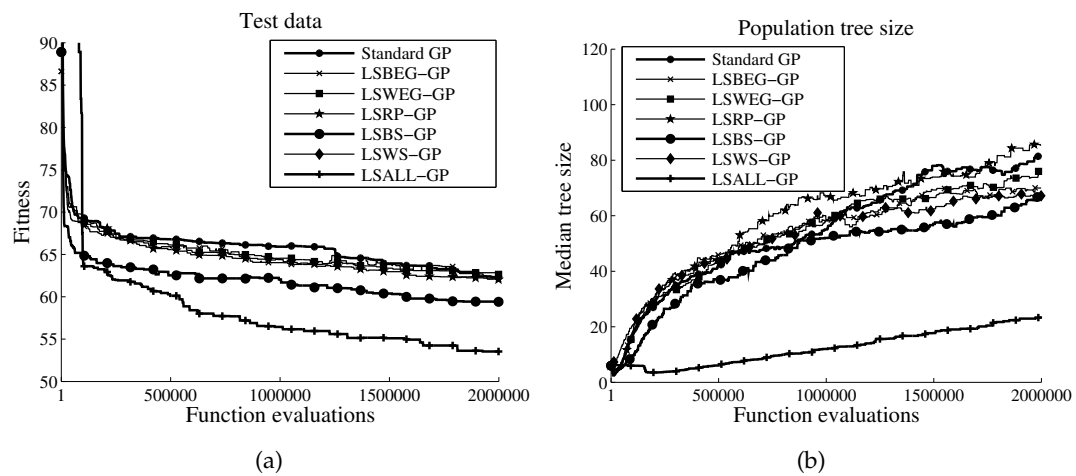 Test data
90
85
80
75
70
65
60
55
50
Fitness
Standard GP
LSBEG−GP
LSWEG−GP
LSRP−GP
LSBS−GP
LSWS−GP
LSALL−GP
1
500000
1000000
1500000
2000000
Function evaluations
(a)
Population tree size
120
100
80
60
40
20
0
Median tree size
Standard GP
LSBEG−GP
LSWEG−GP
LSRP−GP
LSBS−GP
LSWS−GP
LSALL−GP
1
500000
1000000
1500000
2000000
Function evaluations
(b)